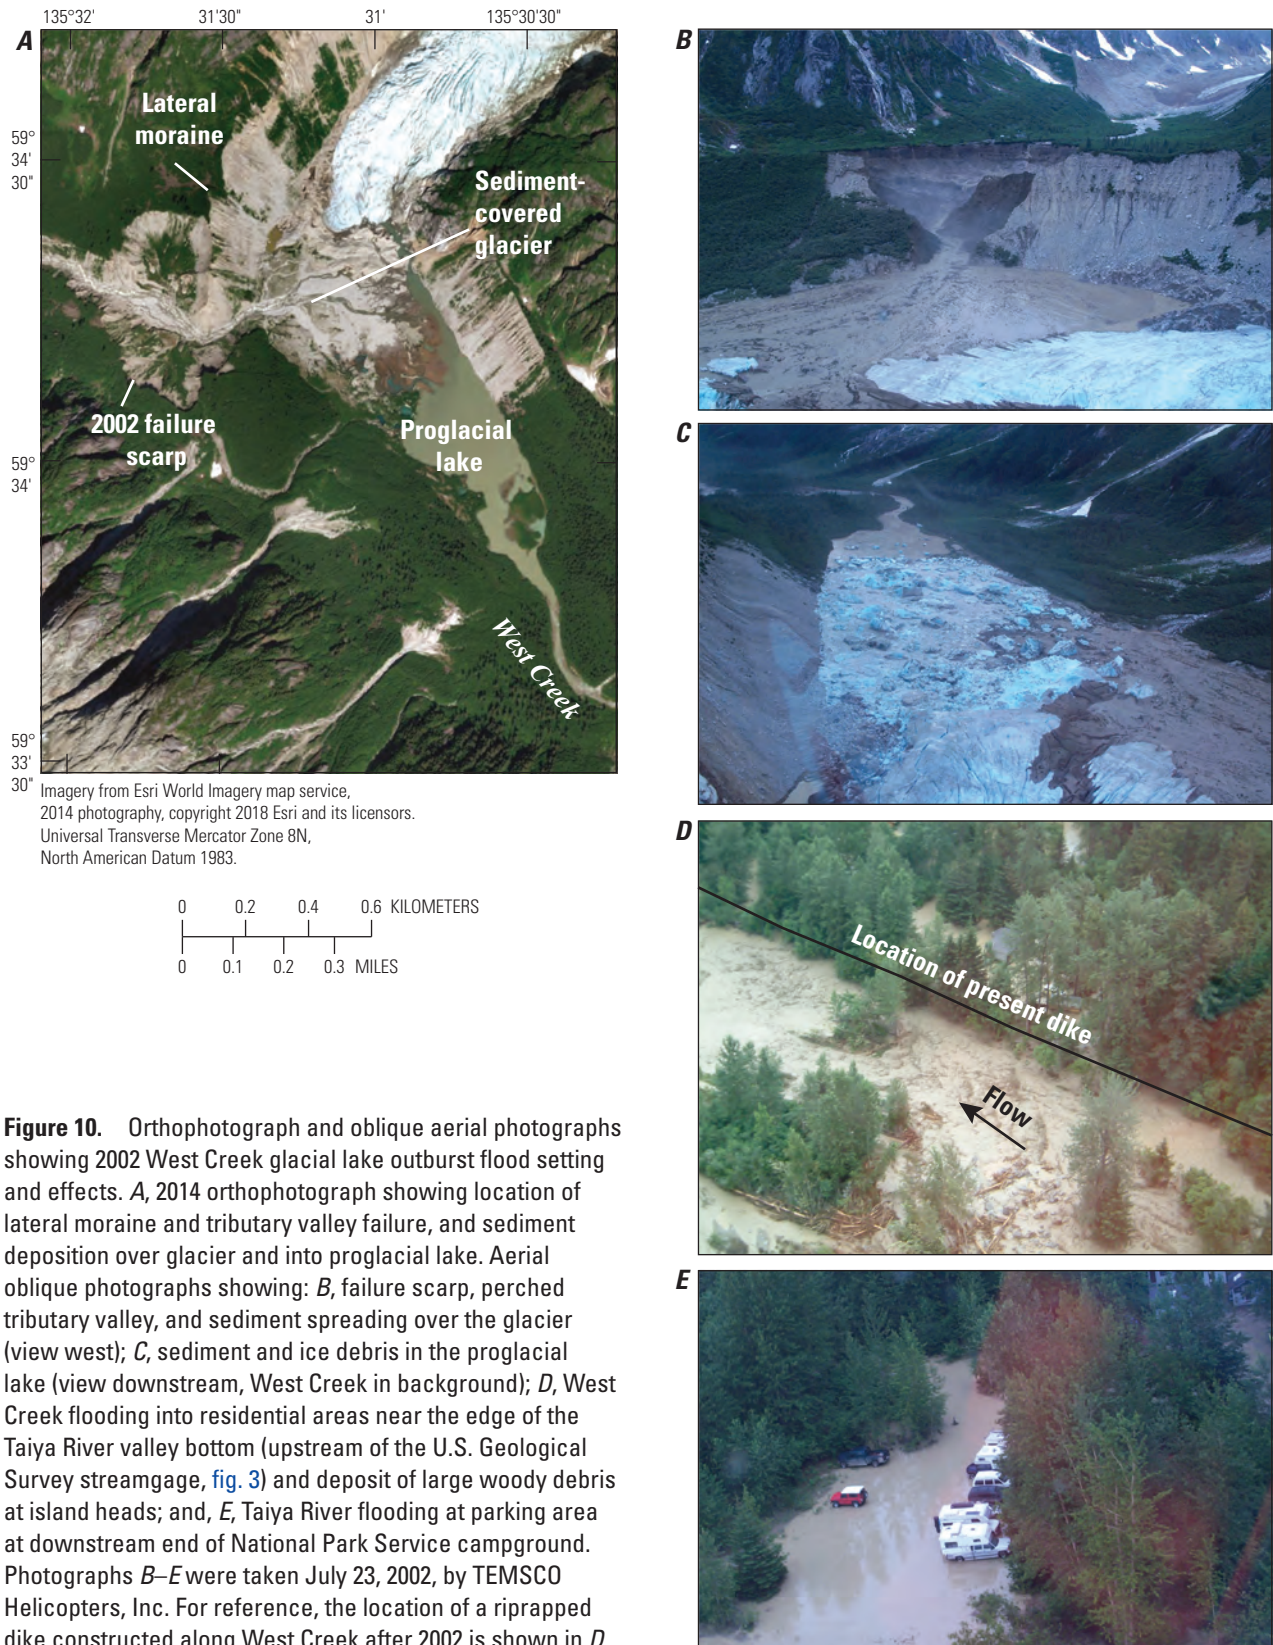 135°32'
31'30"
31'
135°30'30"
A
59°
34'
30"
Lateral
moraine
Sediment-
covered
glacier
2002 failure
scarp
Proglacial
lake
59°
34'
West Creek
59°
33'
30"
Imagery from Esri World Imagery map service,
2014 photography, copyright 2018 Esri and its licensors.
Universal Transverse Mercator Zone 8N,
North American Datum 1983.
0 0.2 0.4 0.6 KILOMETERS
0 0.1 0.2 0.3 MILES
B
C
D
Location of present dike
Flow
E
Figure 10. Orthophotograph and oblique aerial photographs
showing 2002 West Creek glacial lake outburst flood setting
and effects. A, 2014 orthophotograph showing location of
lateral moraine and tributary valley failure, and sediment
deposition over glacier and into proglacial lake. Aerial
oblique photographs showing: B, failure scarp, perched
tributary valley, and sediment spreading over the glacier
(view west); C, sediment and ice debris in the proglacial
lake (view downstream, West Creek in background); D, West
Creek flooding into residential areas near the edge of the
Taiya River valley bottom (upstream of the U.S. Geological
Survey streamgage, fig. 3) and deposit of large woody debris
at island heads; and, E, Taiya River flooding at parking area
at downstream end of National Park Service campground.
Photographs B–E were taken July 23, 2002, by TEMSCO
Helicopters, Inc. For reference, the location of a riprapped
dike constructed along West Creek after 2002 is shown in D